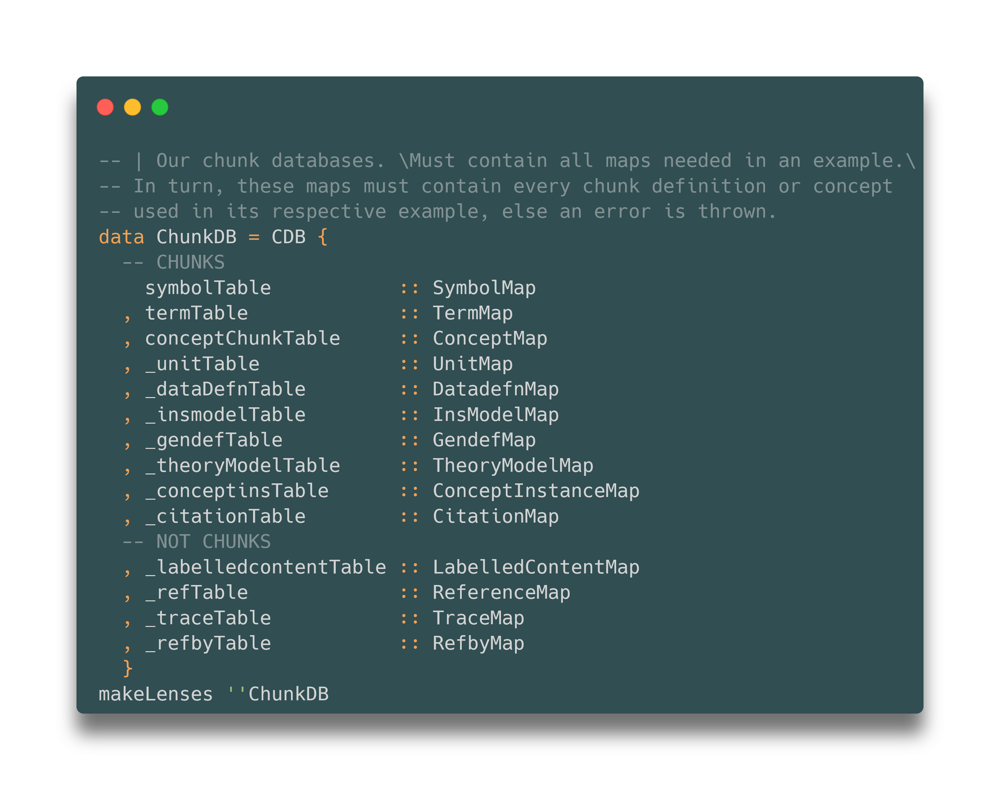 -- | Our chunk databases. \Must contain all maps needed in an example.\
-- In turn, these maps must contain every chunk definition or concept
-- used in its respective example, else an error is thrown.
data ChunkDB = CDB {
  -- CHUNKS
    symbolTable           :: SymbolMap
  , termTable             :: TermMap
  , conceptChunkTable     :: ConceptMap
  , _unitTable            :: UnitMap
  , _dataDefnTable        :: DatadefnMap
  , _insmodelTable        :: InsModelMap
  , _gendefTable          :: GendefMap
  , _theoryModelTable     :: TheoryModelMap
  , _conceptinsTable      :: ConceptInstanceMap
  , _citationTable        :: CitationMap
  -- NOT CHUNKS
  , _labelledcontentTable :: LabelledContentMap
  , _refTable             :: ReferenceMap
  , _traceTable           :: TraceMap
  , _refbyTable           :: RefbyMap
  }
makeLenses ''ChunkDB